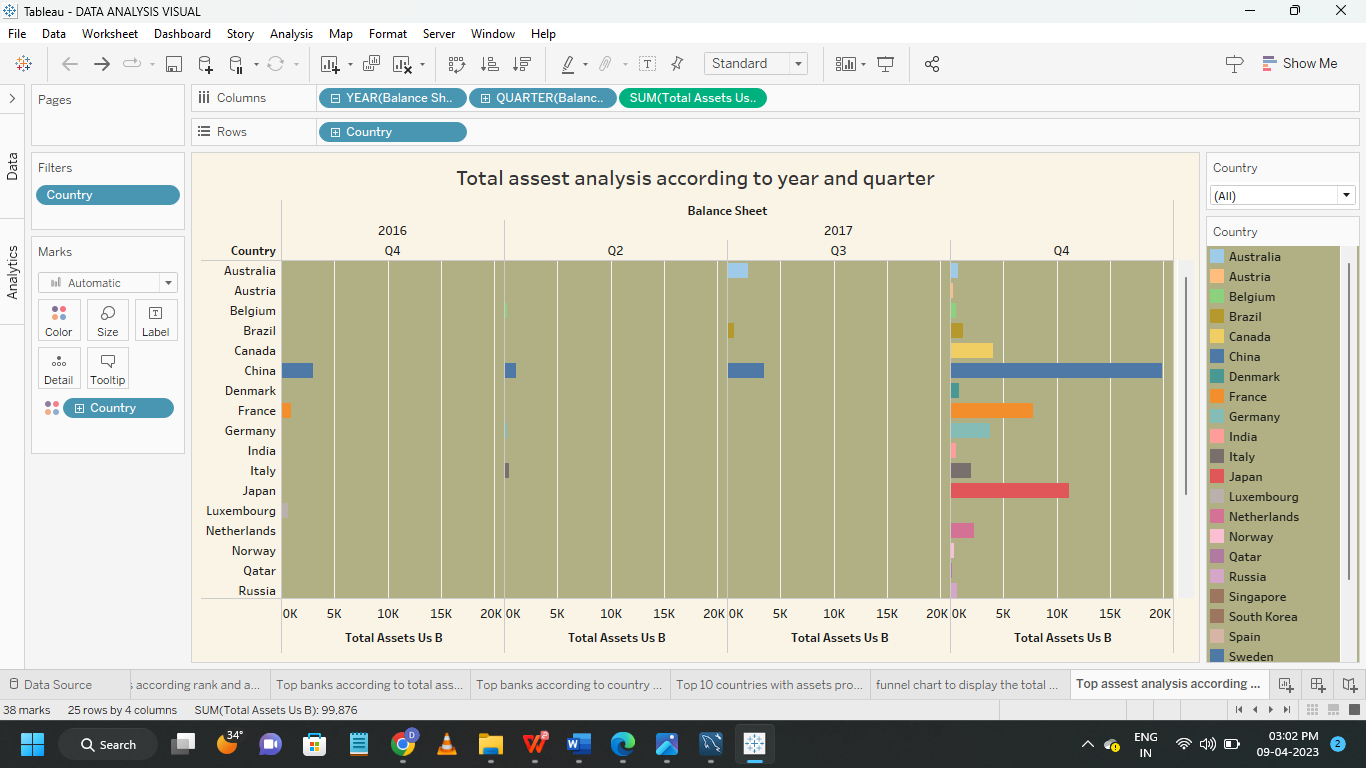 Tableau - DATA ANALYSIS VISUAL
File Data Worksheet Dashboard Story Analysis Map Format Server Window Help
Standard
Show Me
Pages
Columns
YEAR(Balance Sh..
QUARTER(Balanc..
SUM(Total Assets Us..
Rows
Country
Data
Analytics
Filters
Country
Marks
Automatic
Color
Size
Label
Detail
Tooltip
Country
Total assest analysis according to year and quarter
Balance Sheet
2016 2017
Country Q4 Q2 Q3 Q4
Australia
Austria
Belgium
Brazil
Canada
China
Denmark
France
Germany
India
Italy
Japan
Luxembourg
Netherlands
Norway
Qatar
Russia
0K 5K 10K 15K 20K 0K 5K 10K 15K 20K 0K 5K 10K 15K 20K 0K 5K 10K 15K 20K
Total Assets Us B Total Assets Us B Total Assets Us B Total Assets Us B
Country
(All)
Country
Australia
Austria
Belgium
Brazil
Canada
China
Denmark
France
Germany
India
Italy
Japan
Luxembourg
Netherlands
Norway
Qatar
Russia
Singapore
South Korea
Spain
Sweden
Data Source
according rank and a...
Top banks according to total ass...
Top banks according to country ...
Top 10 countries with assets pro...
funnel chart to display the total ...
Top assest analysis according ...
38 marks 25 rows by 4 columns SUM(Total Assets Us B): 99,876
34°
Search
D
2
ENG
IN
03:02 PM
09-04-2023
2